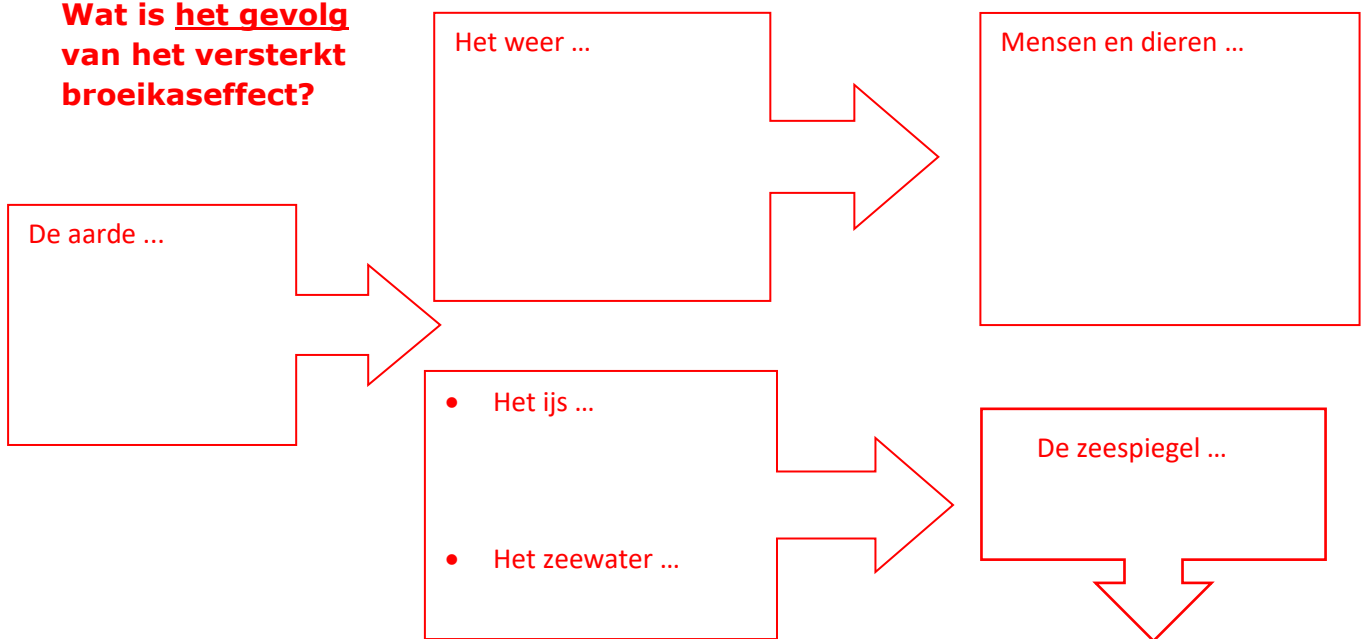 Wat is het gevolg
van het versterkt
broeikaseffect?
Het weer …
Mensen en dieren …
De aarde …
• Het ijs …
• Het zeewater …
De zeespiegel …